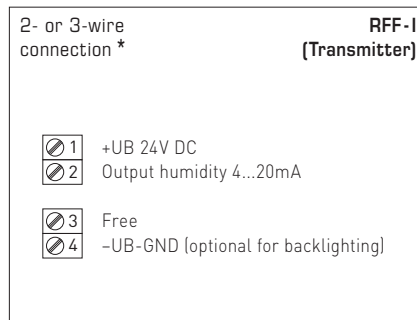 2- or 3-wire
connection *
RFF-I
(Transmitter)
1 +UB 24V DC
2 Output humidity 4...20mA
3 Free
4 –UB-GND (optional for backlighting)